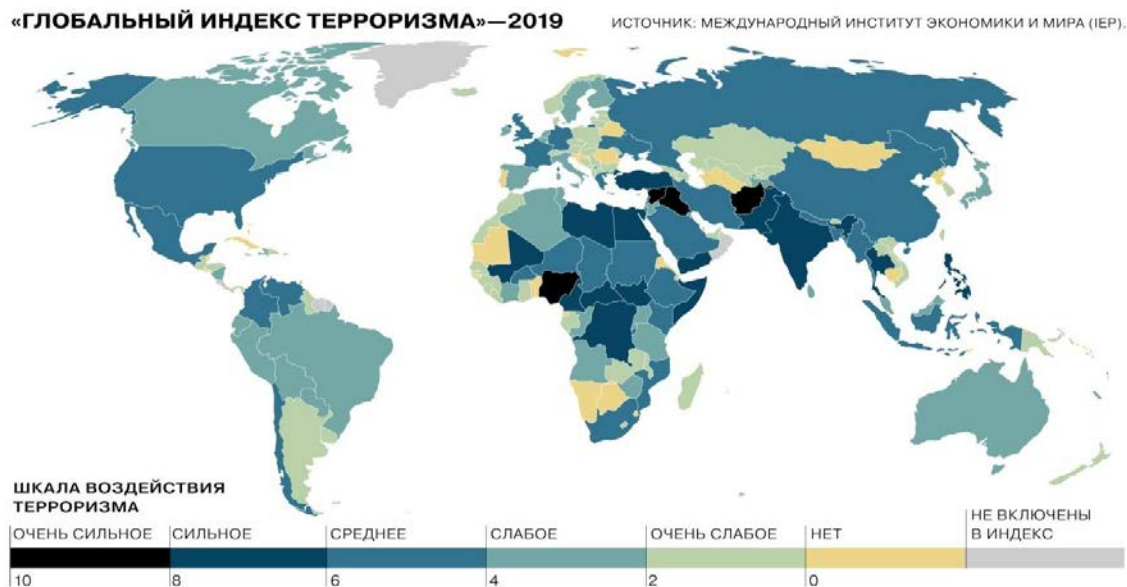 «ГЛОБАЛЬНЫЙ ИНДЕКС ТЕРРОРИЗМА»—2019
ИСТОЧНИК: МЕЖДУНАРОДНЫЙ ИНСТИТУТ ЭКОНОМИКИ И МИРА (IEP).
ШКАЛА ВОЗДЕЙСТВИЯ
ТЕРРОРИЗМА
ОЧЕНЬ СИЛЬНОЕ
СИЛЬНОЕ
СРЕДНЕЕ
СЛАБОЕ
ОЧЕНЬ СЛАБОЕ
НЕТ
НЕ ВКЛЮЧЕНЫ
В ИНДЕКС
10
8
6
4
2
0